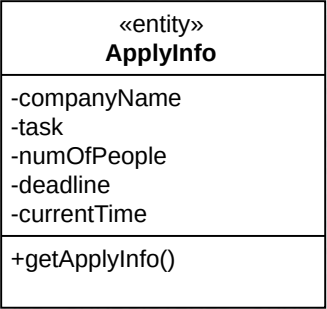 «entity»
ApplyInfo
-companyName
-task
-numOfPeople
-deadline
-currentTime
+getApplyInfo()